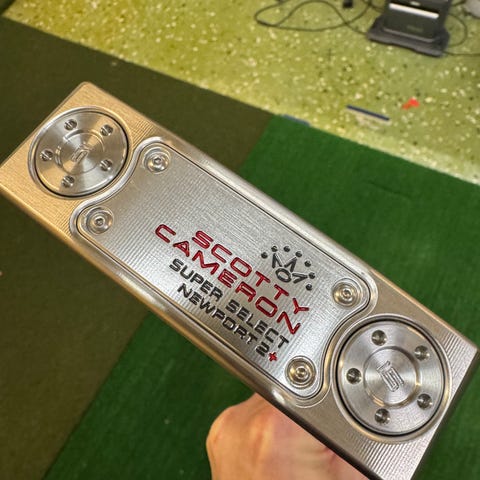 SCOTTY
CAMERON
SUPER SELECT
NEWPORT 2+